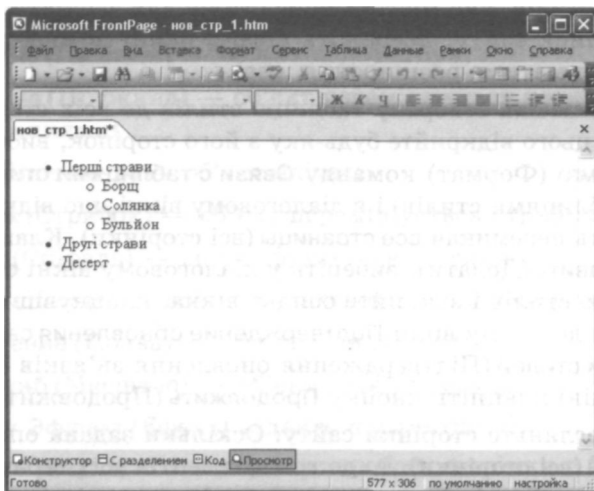 Microsoft FrontPage - нов_стр_1.htm
Файл Правка Вид Вставка Формат Сервис Таблица Данные Рамки Окно Справка
Ж К Ч
нов_стр_1.htm*
• Перші страви
○ Борщ
○ Солянка
○ Бульйон
• Другі страви
• Десерт
Конструктор С разделением Код Просмотр
Готово 577 x 306 по умолчанию настройка